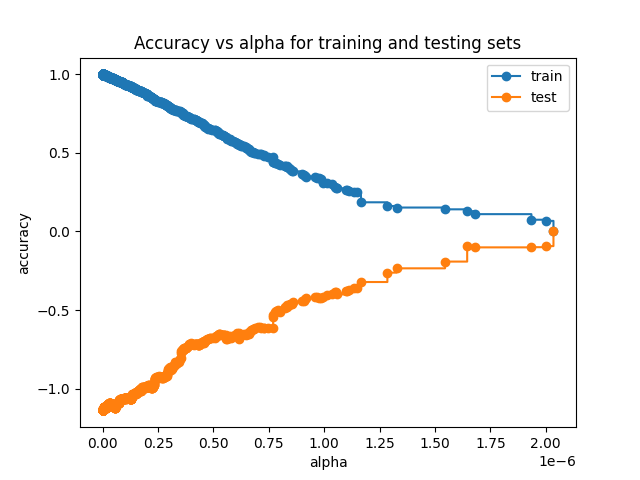 Accuracy vs alpha for training and testing sets
train
test
1.0
0.5
0.0
−0.5
−1.0
accuracy
0.00 0.25 0.50 0.75 1.00 1.25 1.50 1.75 2.00
1e−6
alpha